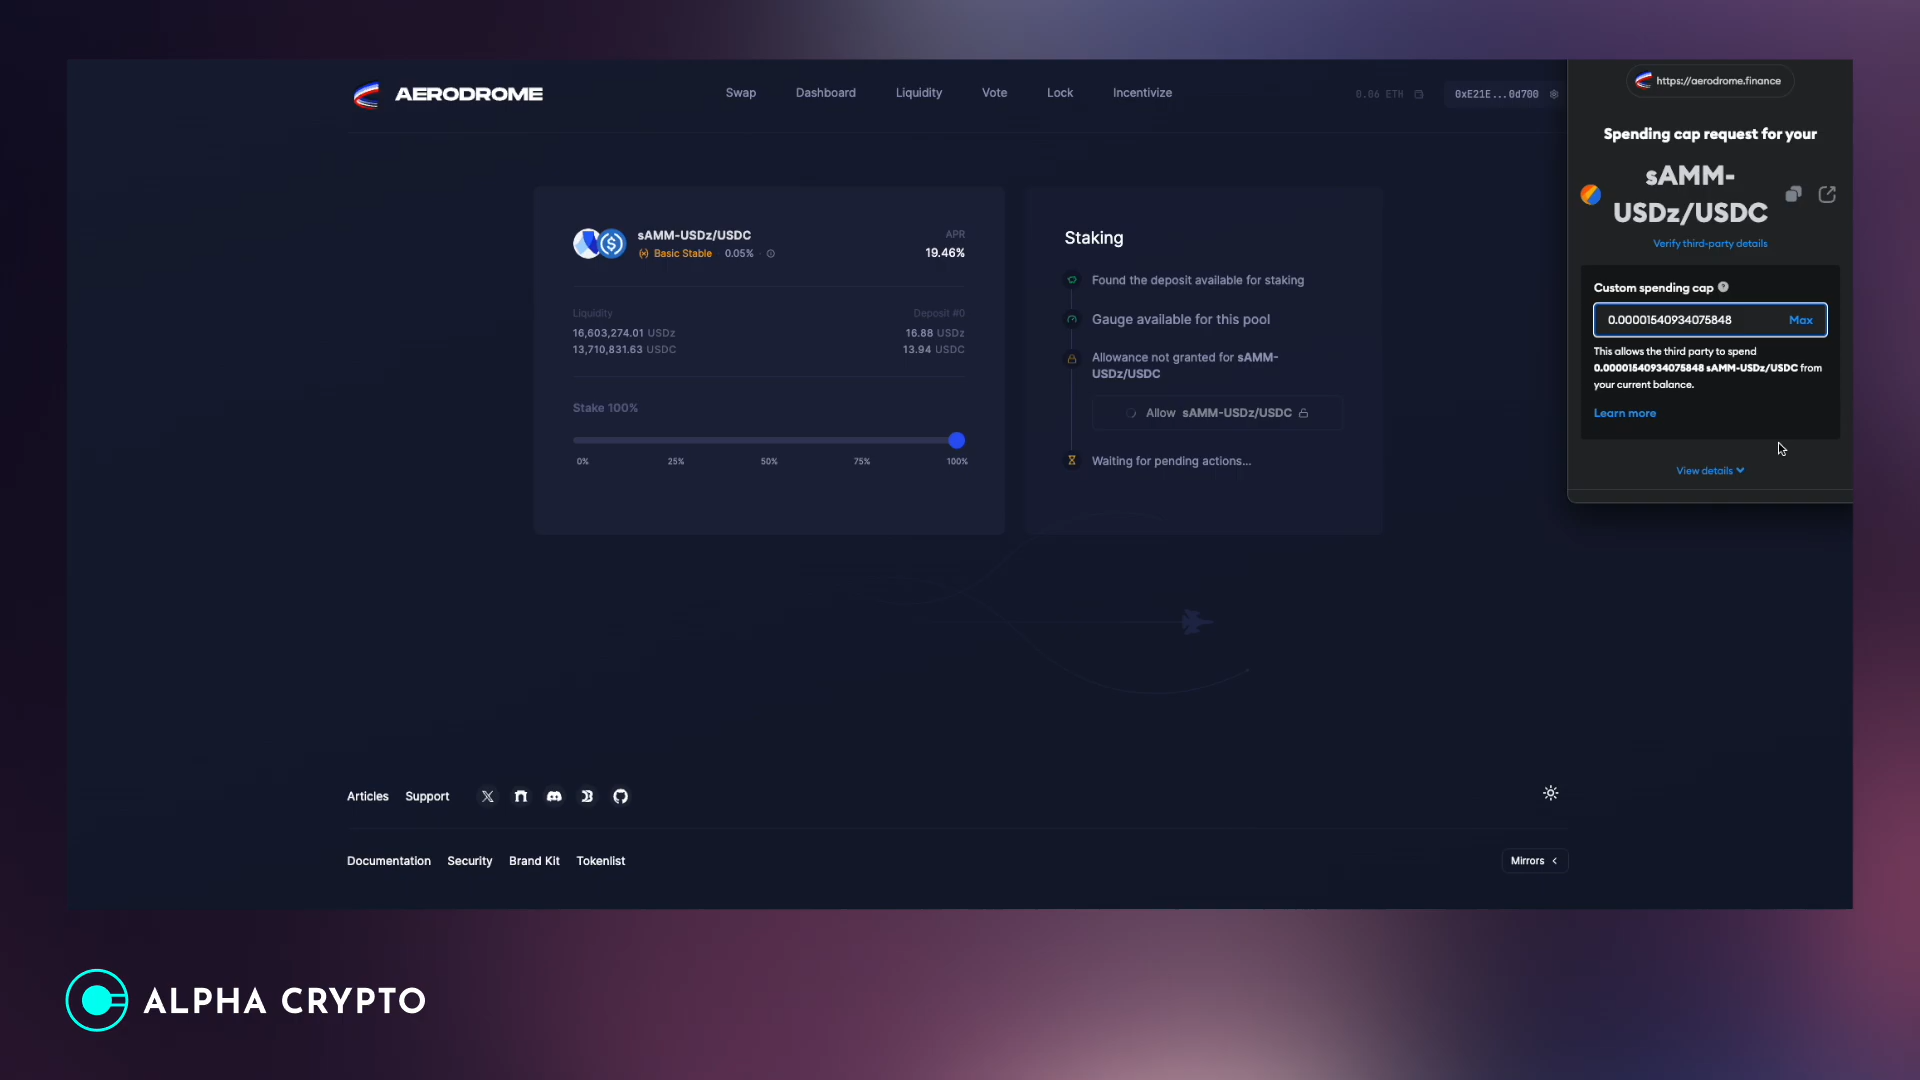 AERODROME
Swap
Dashboard
Liquidity
Vote
Lock
Incentivize
0.06 ETH
0xE21E...0d700
https://aerodrome.finance
Spending cap request for your
sAMM-
USDz/USDC
Verify third-party details
Custom spending cap
0.00001540934075848
Max
This allows the third party to spend
0.00001540934075848 sAMM-USDz/USDC from
your current balance.
Learn more
View details
sAMM-USDz/USDC
Basic Stable · 0.05% ·
APR
19.46%
Liquidity
16,603,274.01 USDz
13,710,831.63 USDC
Deposit #0
16.88 USDz
13.94 USDC
Stake 100%
0%
25%
50%
75%
100%
Staking
Found the deposit available for staking
Gauge available for this pool
Allowance not granted for sAMM-
USDz/USDC
Allow sAMM-USDz/USDC
Waiting for pending actions...
Articles
Support
Documentation
Security
Brand Kit
Tokenlist
Mirrors
ALPHA CRYPTO